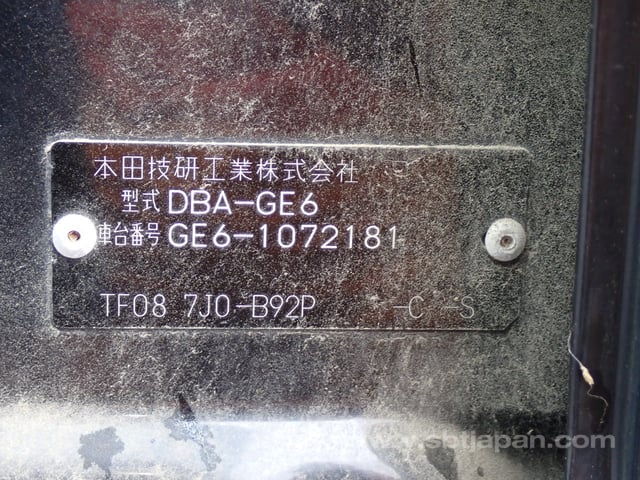 本田技研工業株式会社
型式 DBA-GE6
車台番号 GE6-1072181
TF08 7J0-B92P -C -S
www.sbtjapan.com